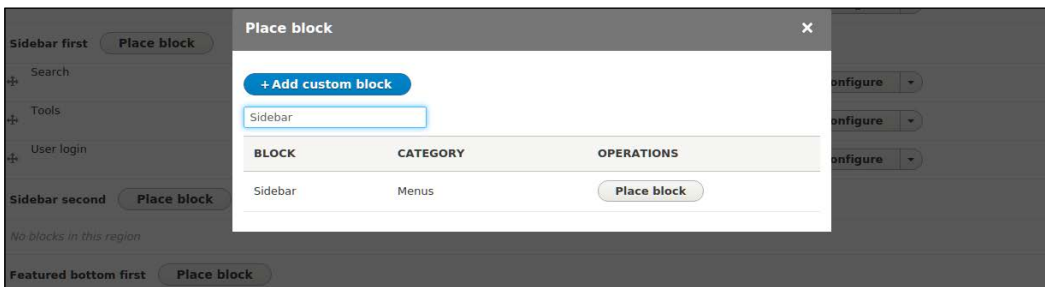 Place block
Sidebar first Place block
Search
+ Add custom block
onfigure
Sidebar
Tools
onfigure
BLOCK CATEGORY OPERATIONS
User login
onfigure
Sidebar Menus Place block
Sidebar second Place block
No blocks in this region
Featured bottom first Place block